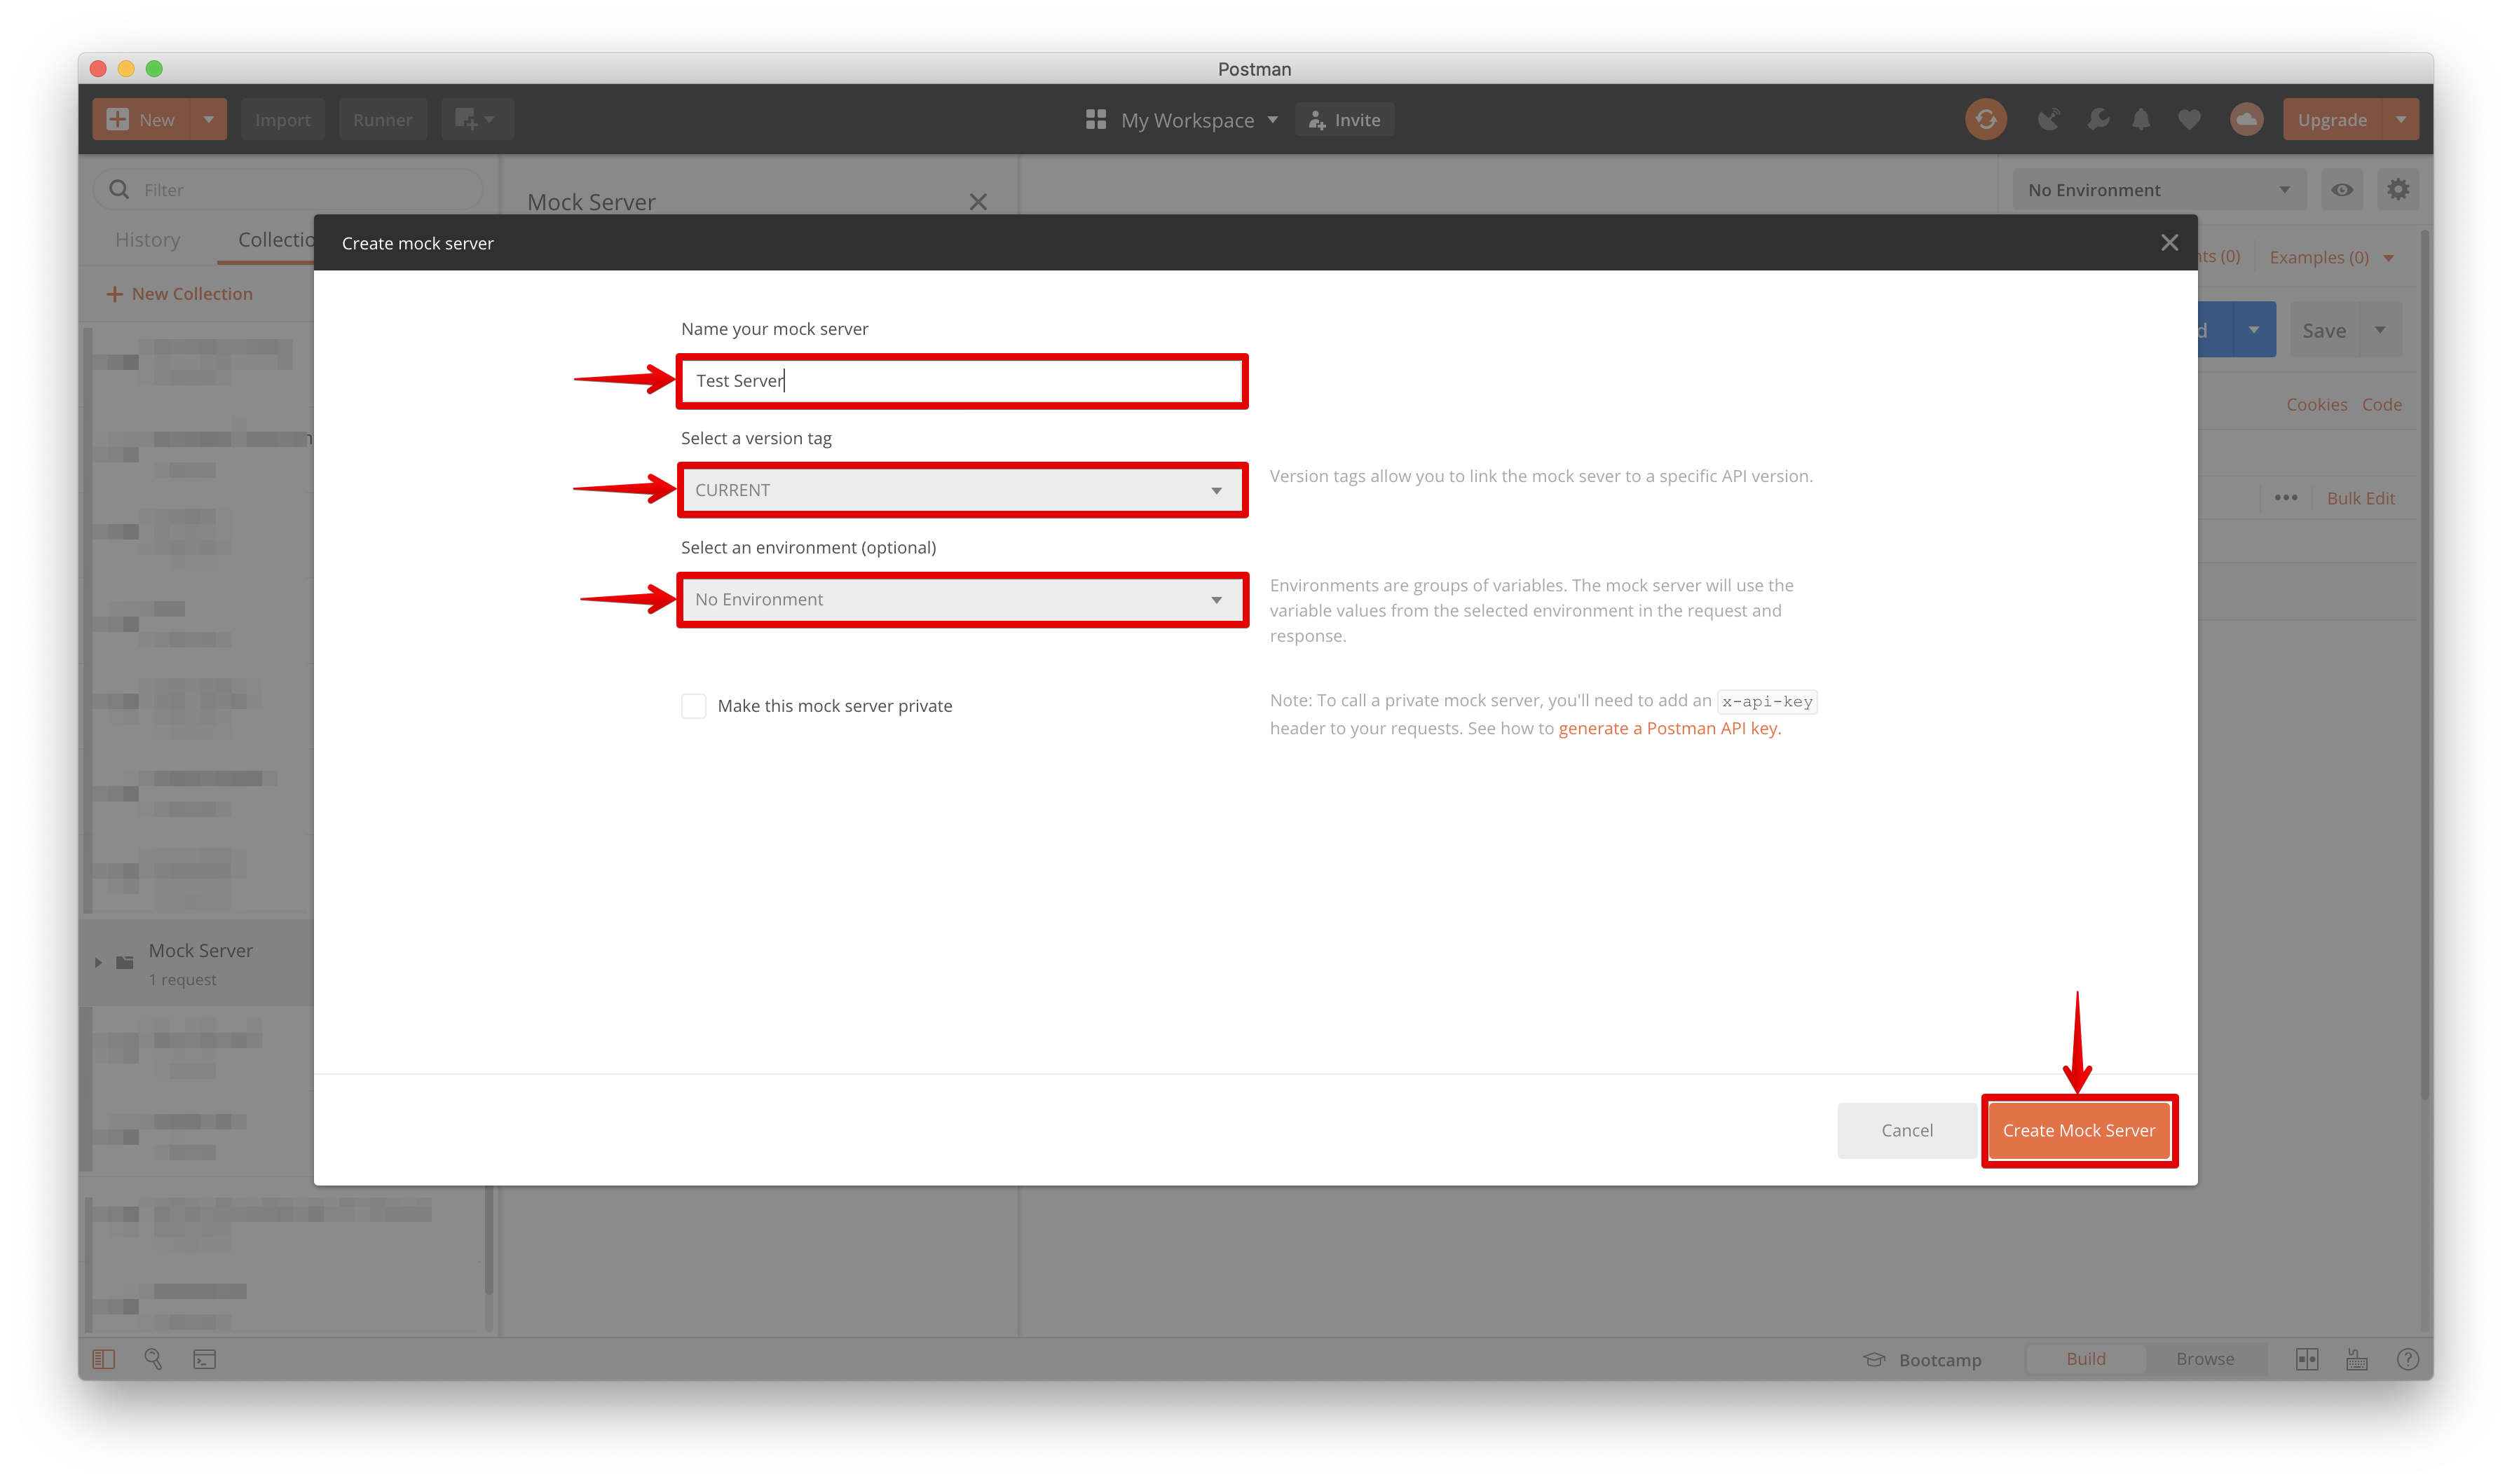 Postman
New
Import
Runner
My Workspace
Invite
Upgrade
Filter
Mock Server
No Environment
History
Collectio
Create mock server
ts (0)
Examples (0)
New Collection
Name your mock server
d
Save
Test Server
Cookies Code
Select a version tag
CURRENT
Version tags allow you to link the mock sever to a specific API version.
Bulk Edit
Select an environment (optional)
No Environment
Environments are groups of variables. The mock server will use the
variable values from the selected environment in the request and
response.
Make this mock server private
Note: To call a private mock server, you'll need to add an x-api-key
header to your requests. See how to generate a Postman API key.
Mock Server
1 request
Cancel
Create Mock Server
Bootcamp
Build
Browse